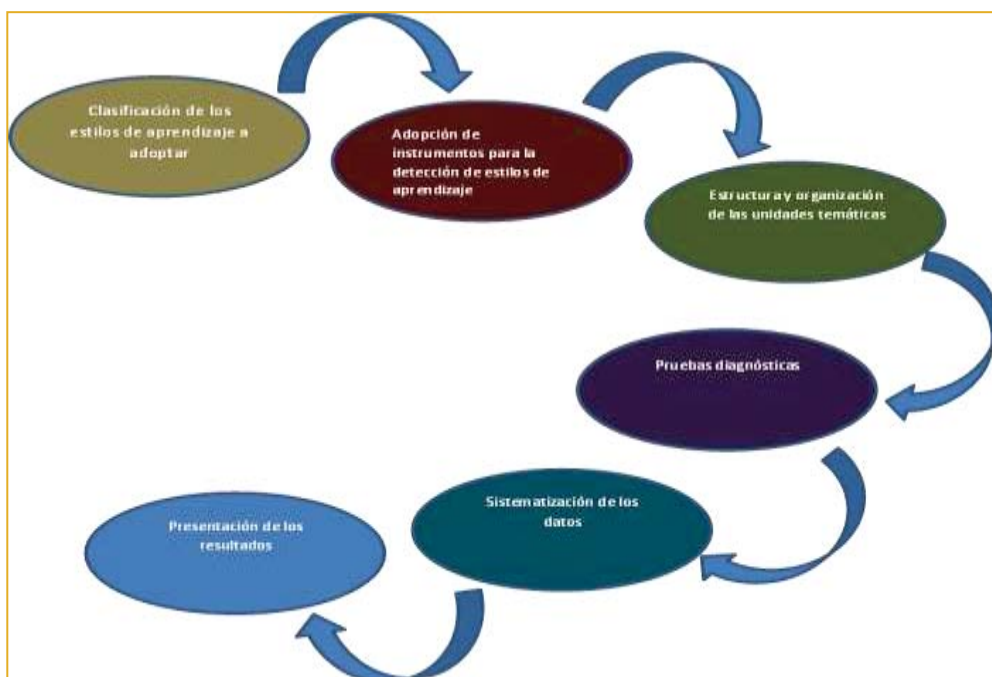 Clasificación de los
estilos de aprendizaje a
adoptar
Adopción de
instrumentos para la
detección de estilos de
aprendizaje
Estructura y organización
de las unidades temáticas
Pruebas diagnósticas
Sistematización de los
datos
Presentación de los
resultados